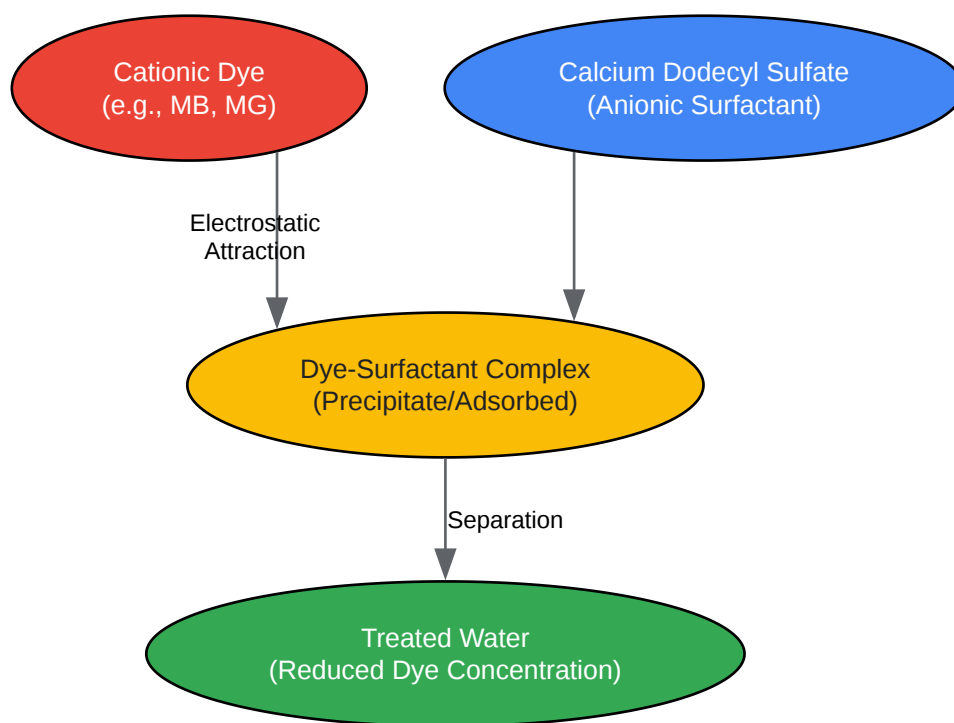 Cationic Dye
(e.g., MB, MG)
Calcium Dodecyl Sulfate
(Anionic Surfactant)
Electrostatic
Attraction
Dye-Surfactant Complex
(Precipitate/Adsorbed)
Separation
Treated Water
(Reduced Dye Concentration)